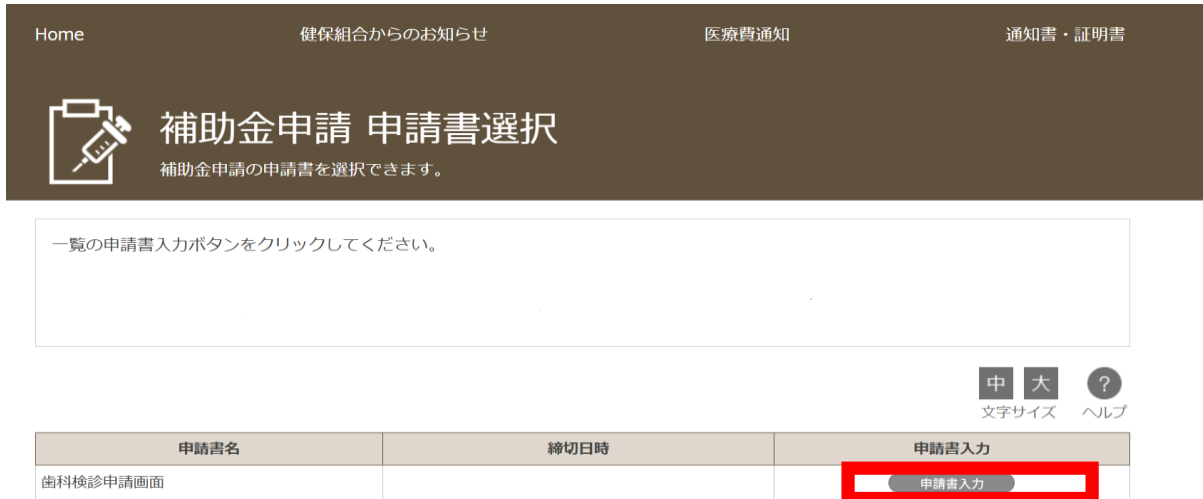 Home 健保組合からのお知らせ 医療費通知 通知書・証明書
補助金申請 申請書選択
補助金申請の申請書を選択できます。
一覧の申請書入力ボタンをクリックしてください。
中 大 ?
文字サイズ ヘルプ
申請書名 締切日時 申請書入力
歯科検診申請画面 申請書入力